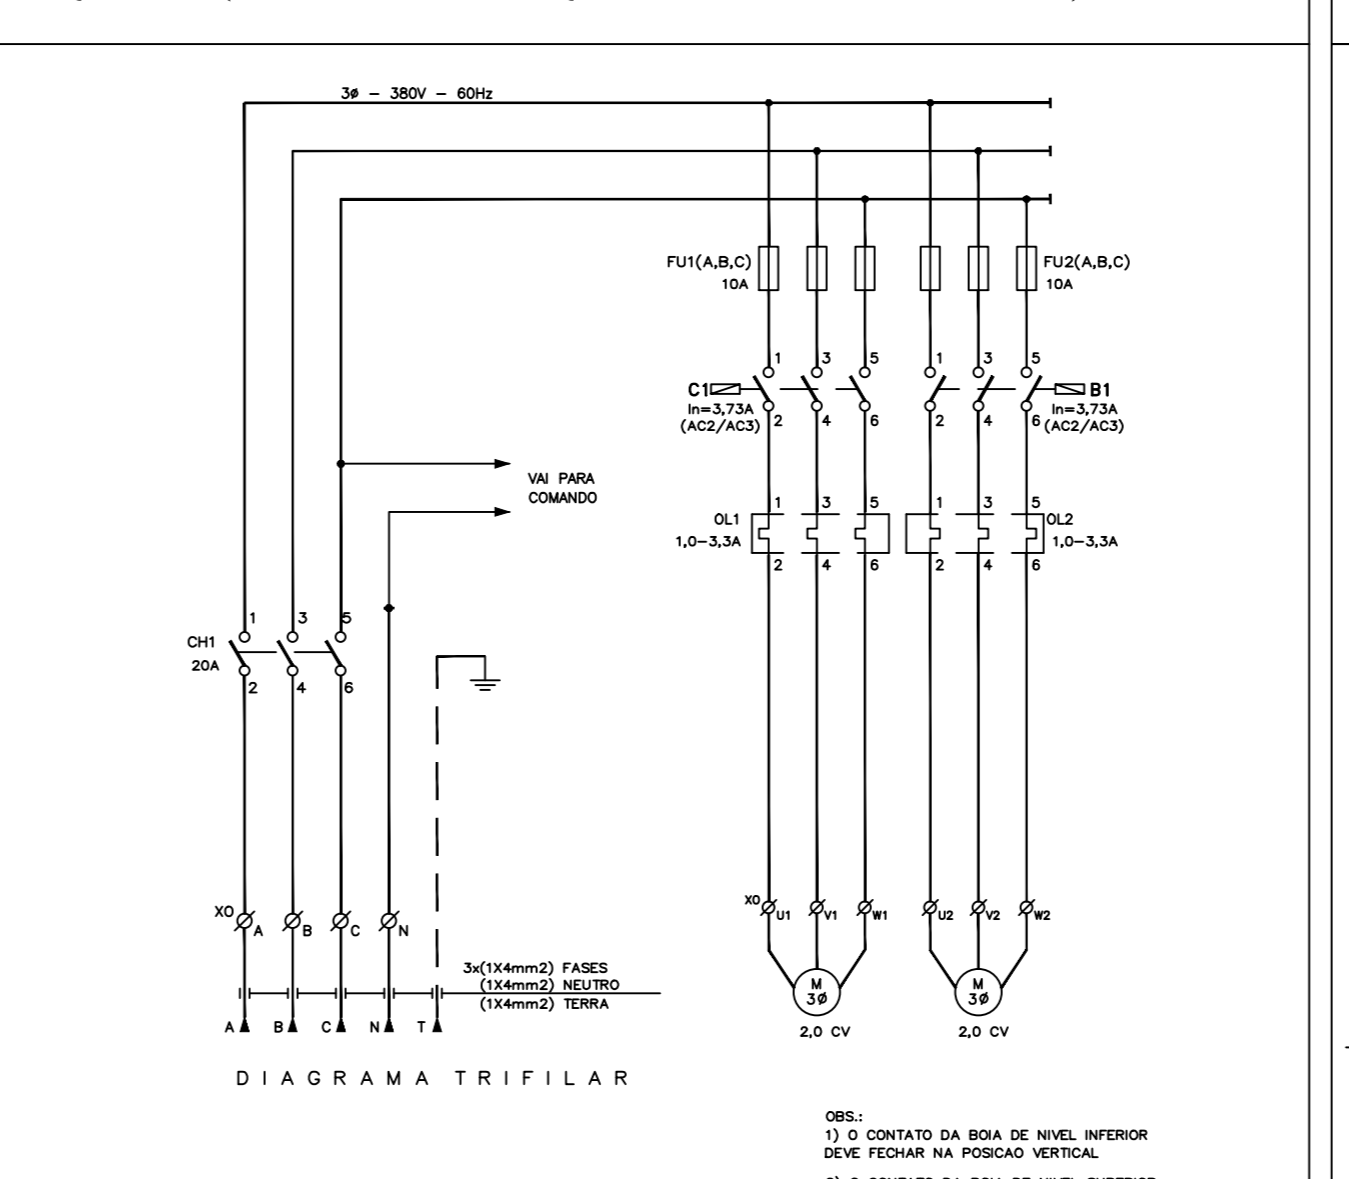 3ø – 380V – 60Hz
FU1(A,B,C)
10A
FU2(A,B,C)
10A
1 3 5 1 3 5
C1
In=3,73A
(AC2/AC3)
B1
In=3,73A
(AC2/AC3)
2 4 6 2 4 6
VAI PARA
COMANDO
1 3 5 1 3 5
OL1
1,0–3,3A
OL2
1,0–3,3A
2 4 6 2 4 6
1 3 5
CH1
20A
2 4 6
X0
A B C N
X0
U1 V1 W1 U2 V2 W2
3x(1X4mm2) FASES
(1X4mm2) NEUTRO
(1X4mm2) TERRA
A B C N T
M
3Ø
2,0 CV
M
3Ø
2,0 CV
DIAGRAMA TRIFILAR
OBS.:
1) O CONTATO DA BOIA DE NIVEL INFERIOR
DEVE FECHAR NA POSICAO VERTICAL